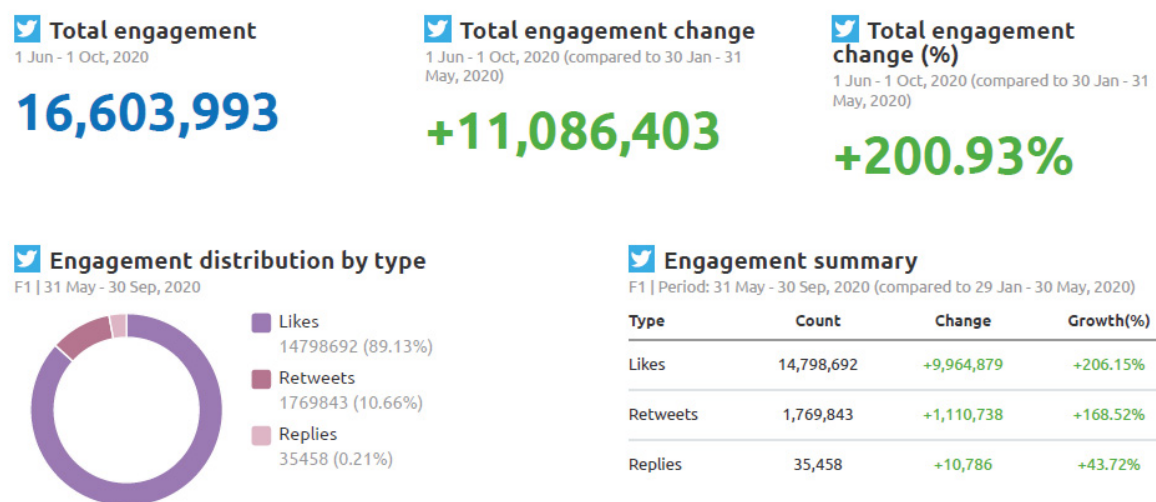 Total engagement
1 Jun - 1 Oct, 2020
16,603,993
Total engagement change
1 Jun - 1 Oct, 2020 (compared to 30 Jan - 31
May, 2020)
+11,086,403
Total engagement
change (%)
1 Jun - 1 Oct, 2020 (compared to 30 Jan - 31
May, 2020)
+200.93%
Engagement distribution by type
F1 | 31 May - 30 Sep, 2020
Likes
14798692 (89.13%)
Retweets
1769843 (10.66%)
Replies
35458 (0.21%)
Engagement summary
F1 | Period: 31 May - 30 Sep, 2020 (compared to 29 Jan - 30 May, 2020)
Type Count Change Growth(%)
Likes 14,798,692 +9,964,879 +206.15%
Retweets 1,769,843 +1,110,738 +168.52%
Replies 35,458 +10,786 +43.72%